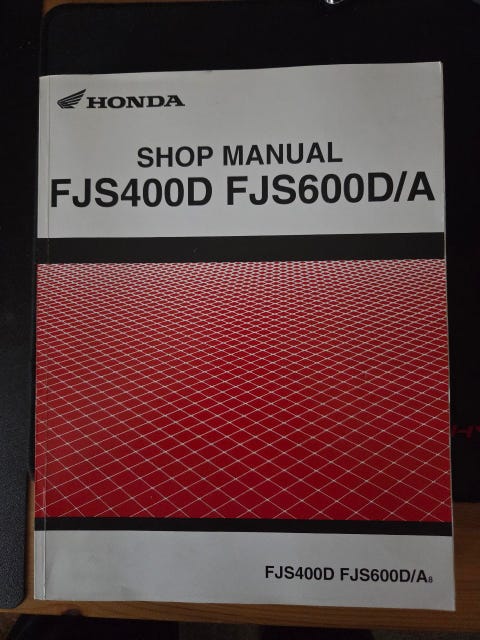 HONDA
SHOP MANUAL
FJS400D FJS600D/A
FJS400D FJS600D/A8